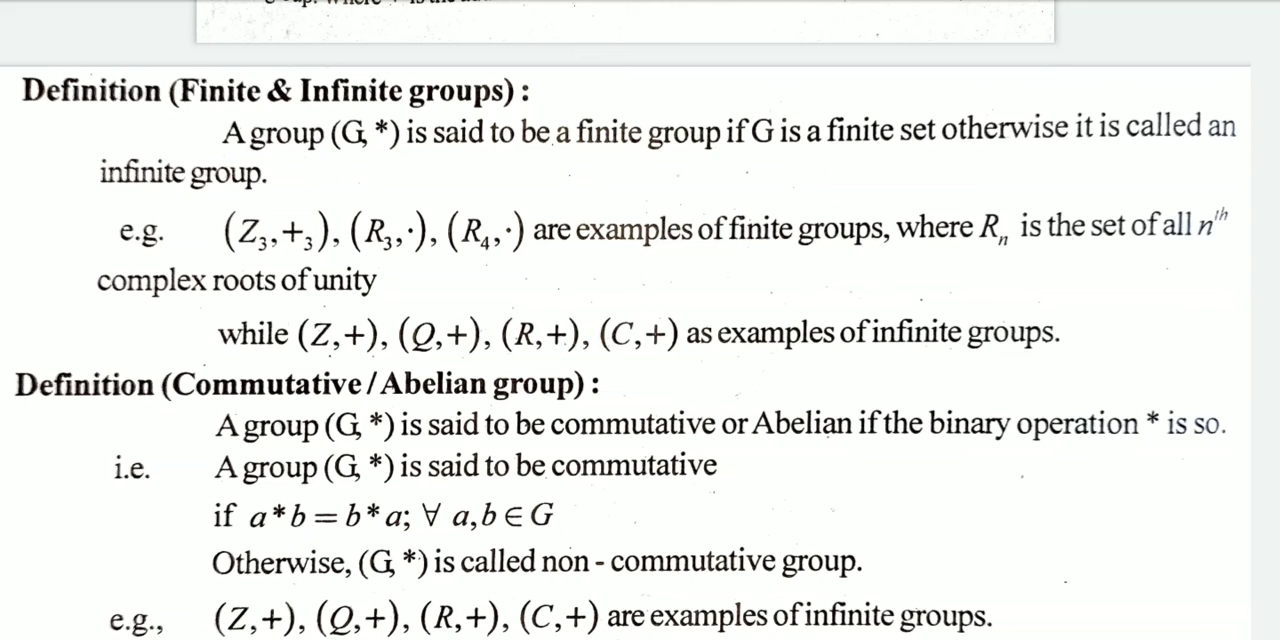 Definition (Finite & Infinite groups) :
A group (G, *) is said to be a finite group if G is a finite set otherwise it is called an
infinite group.
e.g. (Z₃,+₃), (R₃,·), (R₄,·) are examples of finite groups, where Rₙ is the set of all nᵗʰ
complex roots of unity
while (Z,+), (Q,+), (R,+), (C,+) as examples of infinite groups.
Definition (Commutative / Abelian group) :
A group (G, *) is said to be commutative or Abelian if the binary operation * is so.
i.e. A group (G, *) is said to be commutative
if a*b = b*a; ∀ a,b ∈ G
Otherwise, (G, *) is called non - commutative group.
e.g., (Z,+), (Q,+), (R,+), (C,+) are examples of infinite groups.